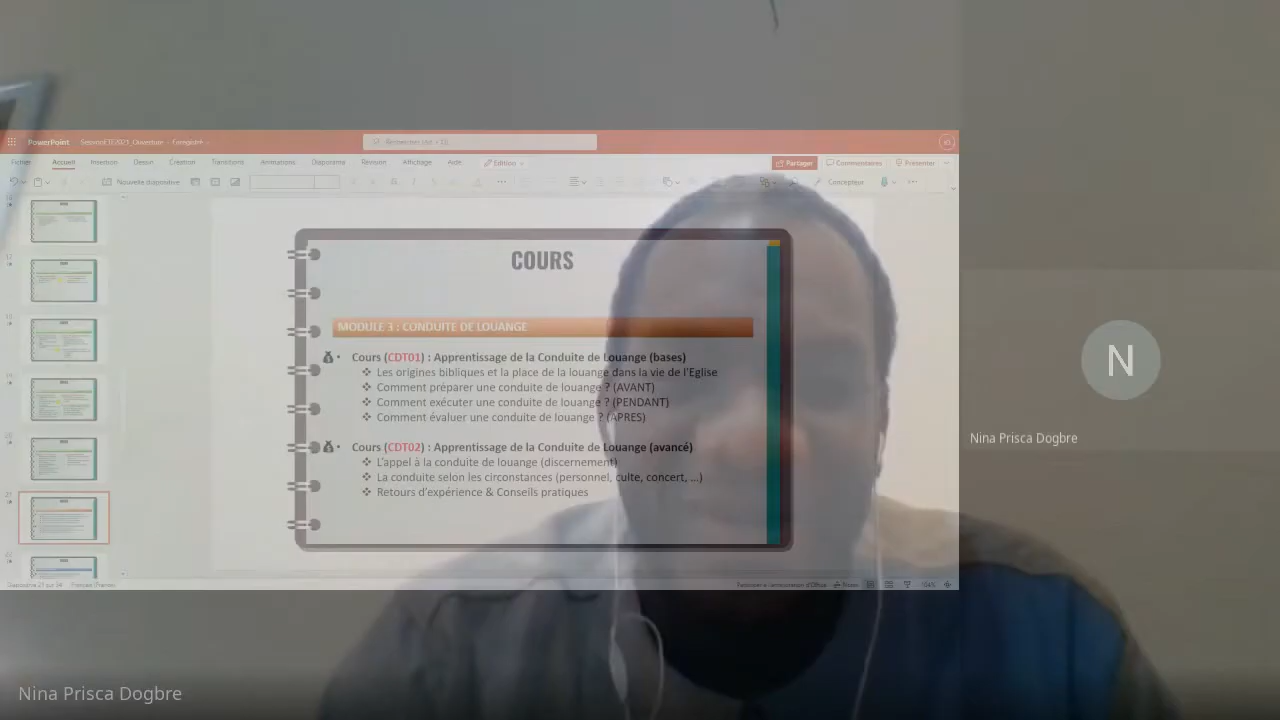 PowerPoint SessionETE2021_Ouverture - Enregistré
Rechercher (Alt + Q)
Fichier Accueil Insertion Dessin Création Transitions Animations Diaporama Révision Affichage Aide Édition Partager Commentaires Présenter
Nouvelle diapositive Concepteur
COURS
MODULE 3 : CONDUITE DE LOUANGE
Cours (CDT01) : Apprentissage de la Conduite de Louange (bases)
Les origines bibliques et la place de la louange dans la vie de l'Eglise
Comment préparer une conduite de louange ? (AVANT)
Comment exécuter une conduite de louange ? (PENDANT)
Comment évaluer une conduite de louange ? (APRES)
Cours (CDT02) : Apprentissage de la Conduite de Louange (avancé)
L'appel à la conduite de louange (discernement)
La conduite selon les circonstances (personnel, culte, concert, ...)
Retours d'expérience & Conseils pratiques
N
Nina Prisca Dogbre
Nina Prisca Dogbre